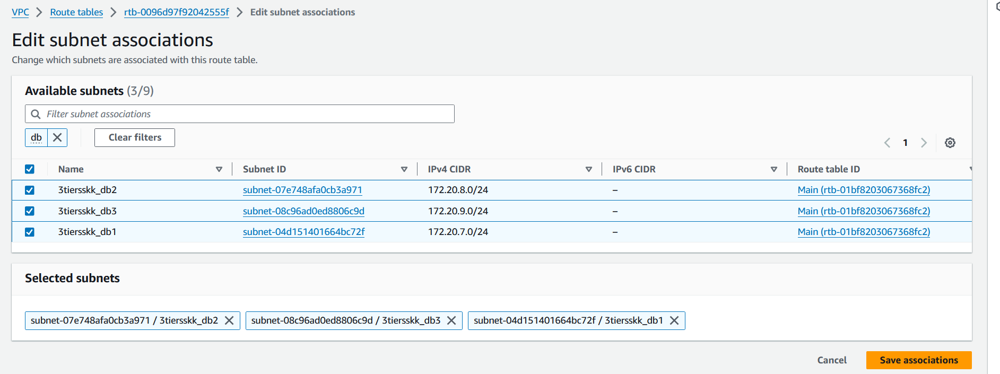 VPC > Route tables > rtb-0096d97f92042555f > Edit subnet associations
Edit subnet associations
Change which subnets are associated with this route table.
Available subnets (3/9)
Filter subnet associations
db Clear filters
1
Name Subnet ID IPv4 CIDR IPv6 CIDR Route table ID
3tiersskk_db2 subnet-07e748afa0cb3a971 172.20.8.0/24 – Main (rtb-01bf8203067368fc2)
3tiersskk_db3 subnet-08c96ad0ed8806c9d 172.20.9.0/24 – Main (rtb-01bf8203067368fc2)
3tiersskk_db1 subnet-04d151401664bc72f 172.20.7.0/24 – Main (rtb-01bf8203067368fc2)
Selected subnets
subnet-07e748afa0cb3a971 / 3tiersskk_db2 subnet-08c96ad0ed8806c9d / 3tiersskk_db3 subnet-04d151401664bc72f / 3tiersskk_db1
Cancel Save associations